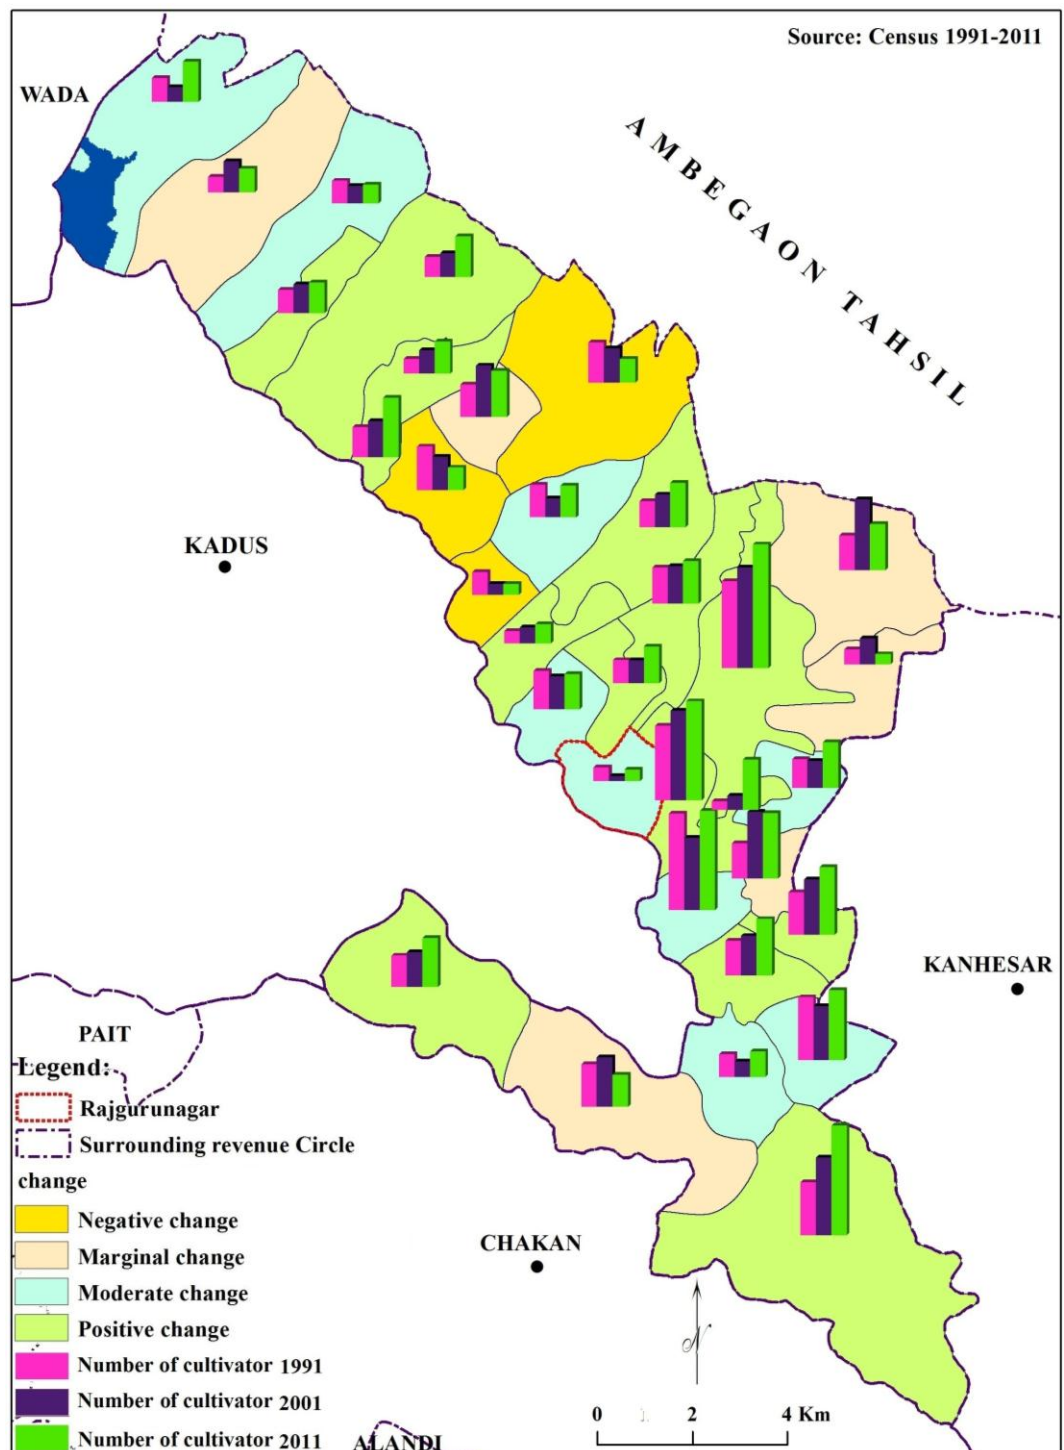 Source: Census 1991-2011
WADA
AMBEGAON TAHSIL
KADUS
KANHESAR
PAIT
Legend:
Rajgurunagar
Surrounding revenue Circle
change
Negative change
Marginal change
Moderate change
Positive change
Number of cultivator 1991
Number of cultivator 2001
Number of cultivator 2011
CHAKAN
N
0 2 4 Km
ALANDI